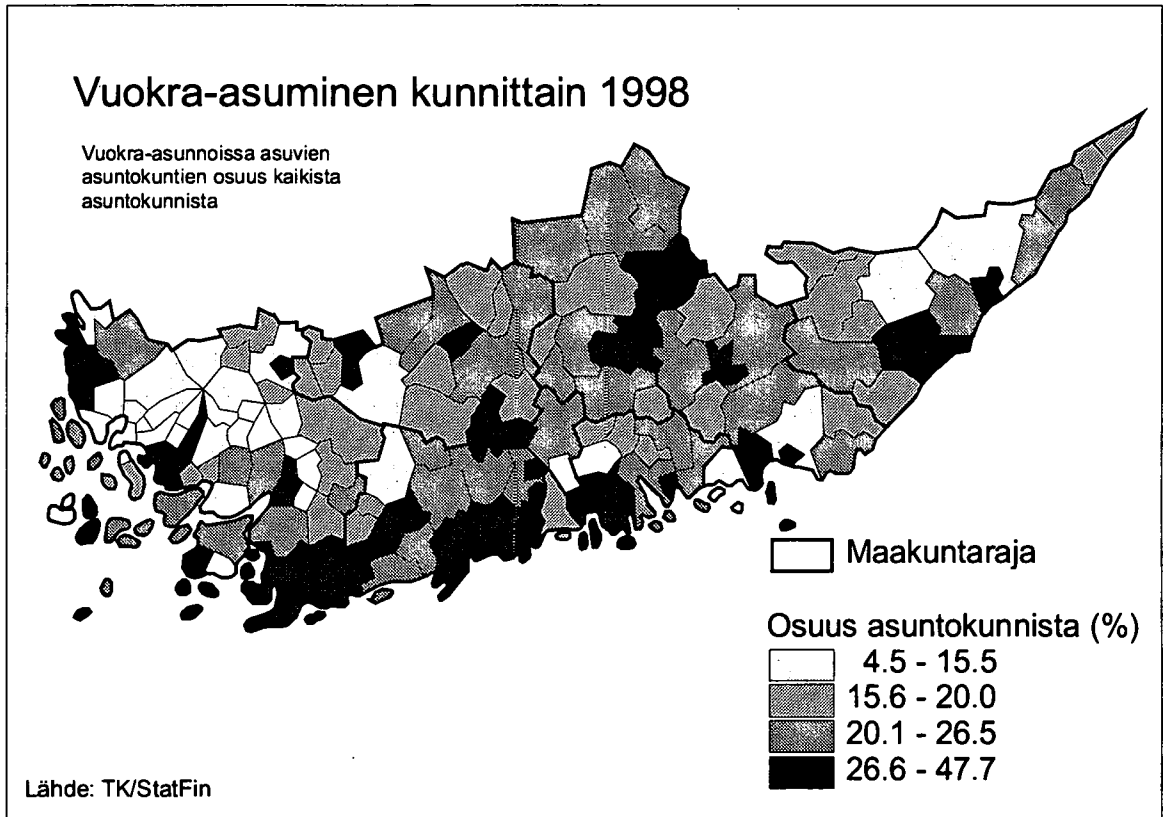 Vuokra-asuminen kunnittain 1998
Vuokra-asunnoissa asuvien
asuntokuntien osuus kaikista
asuntokunnista
Maakuntaraja
Osuus asuntokunnista (%)
4.5 - 15.5
15.6 - 20.0
20.1 - 26.5
26.6 - 47.7
Lähde: TK/StatFin